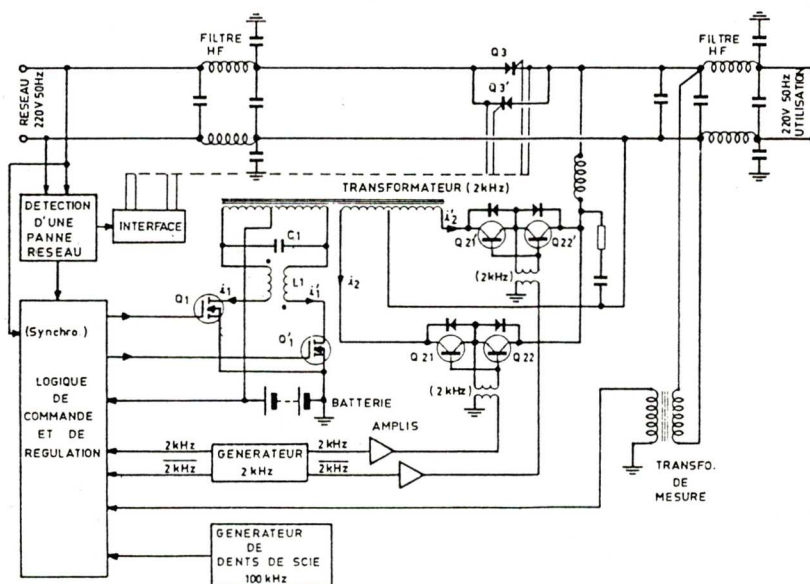 FILTRE
HF
Q3
Q3'
FILTRE
HF
RESEAU
220V 50Hz
220V 50Hz
UTILISATION
TRANSFORMATEUR (2kHz)
DETECTION
D'UNE
PANNE
RESEAU
INTERFACE
C1
L1
i1
i'1
i2
i'2
Q21'
Q22'
(2kHz)
Q1
Q'1
Q21
Q22
(2kHz)
(Synchro.)
LOGIQUE
DE
COMMANDE
ET DE
REGULATION
BATTERIE
AMPLIS
2kHz
2kHz
GENERATEUR
2kHz
2kHz
2kHz
TRANSFO.
DE
MESURE
GENERATEUR
DE
DENTS DE SCIE
100 kHz